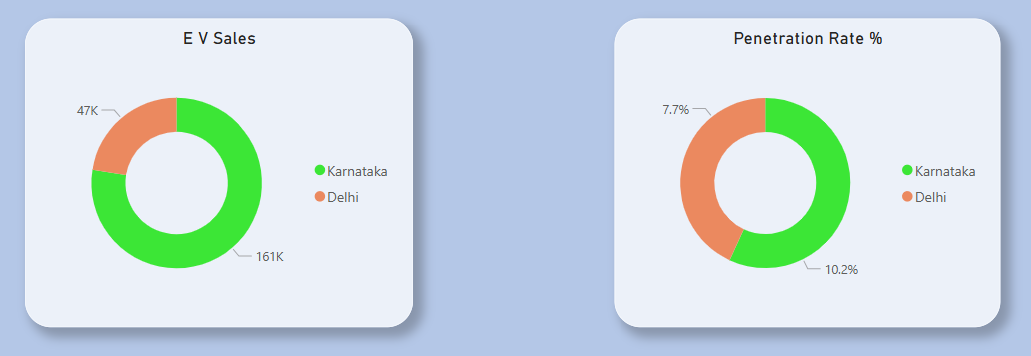 E V Sales
47K
Karnataka
Delhi
161K
Penetration Rate %
7.7%
Karnataka
Delhi
10.2%